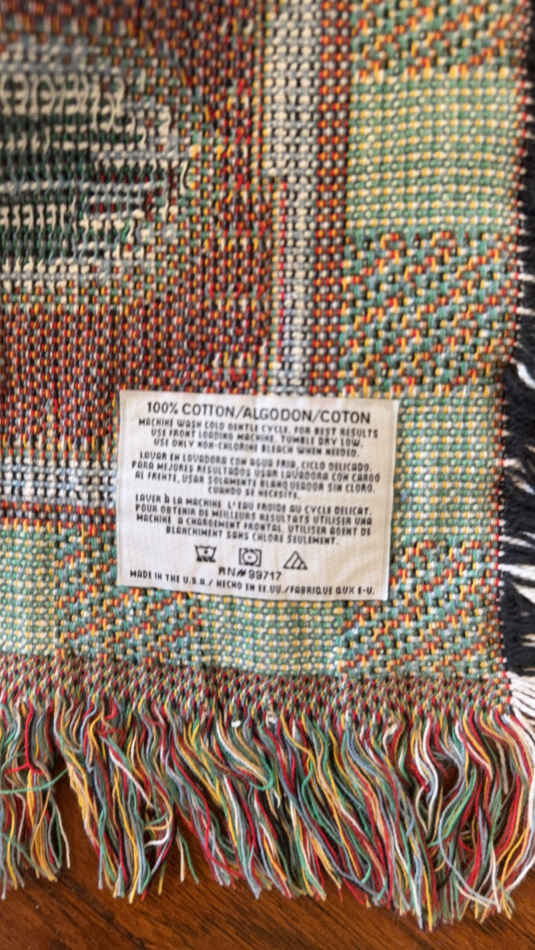 100% COTTON/ALGODON/COTON
MACHINE WASH COLD GENTLE CYCLE. FOR BEST RESULTS
USE FRONT LOADING MACHINE. TUMBLE DRY LOW.
USE ONLY NON-CHLORINE BLEACH WHEN NEEDED.
LAVAR EN LAVADORA CON AGUA FRIA, CICLO DELICADO.
PARA MEJORES RESULTADOS USAR LAVADORA CON CARGO
AL FRENTE, USAR SOLAMENTE BLANQUEADOR SIN CLORO,
CUANDO SE NECESITE.
LAVER À LA MACHINE L'EAU FROIDE AU CYCLE DELICAT.
POUR OBTENIR DE MEILLEURS RESULTATS UTILISER UNA
MACHINE A CHARGEMENT FRONTAL. UTILISER AGENT DE
BLANCHIMENT SANS CHLORE SEULEMENT.
RN# 99717
MADE IN THE U.S.A./ HECHO EN EE.UU./FABRIQUE AUX E-U.